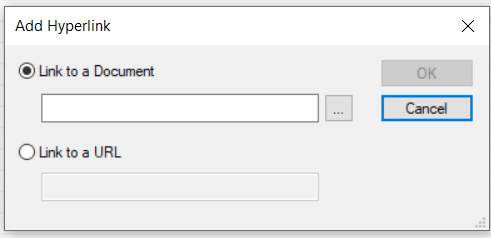 Add Hyperlink
Link to a Document
OK
...
Cancel
Link to a URL